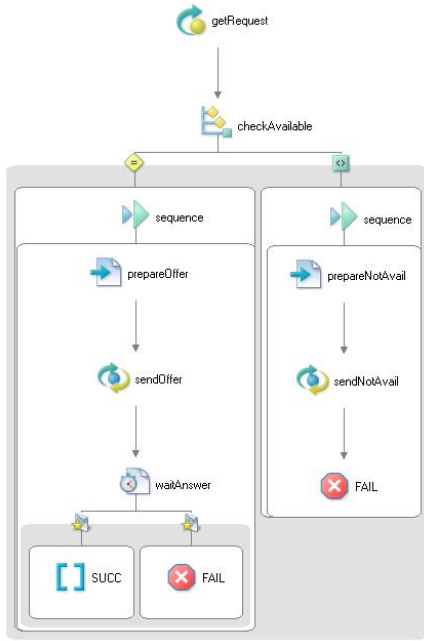 getRequest
checkAvailable
=
<>
sequence
sequence
prepareOffer
prepareNotAvail
sendOffer
sendNotAvail
waitAnswer
FAIL
SUCC
FAIL